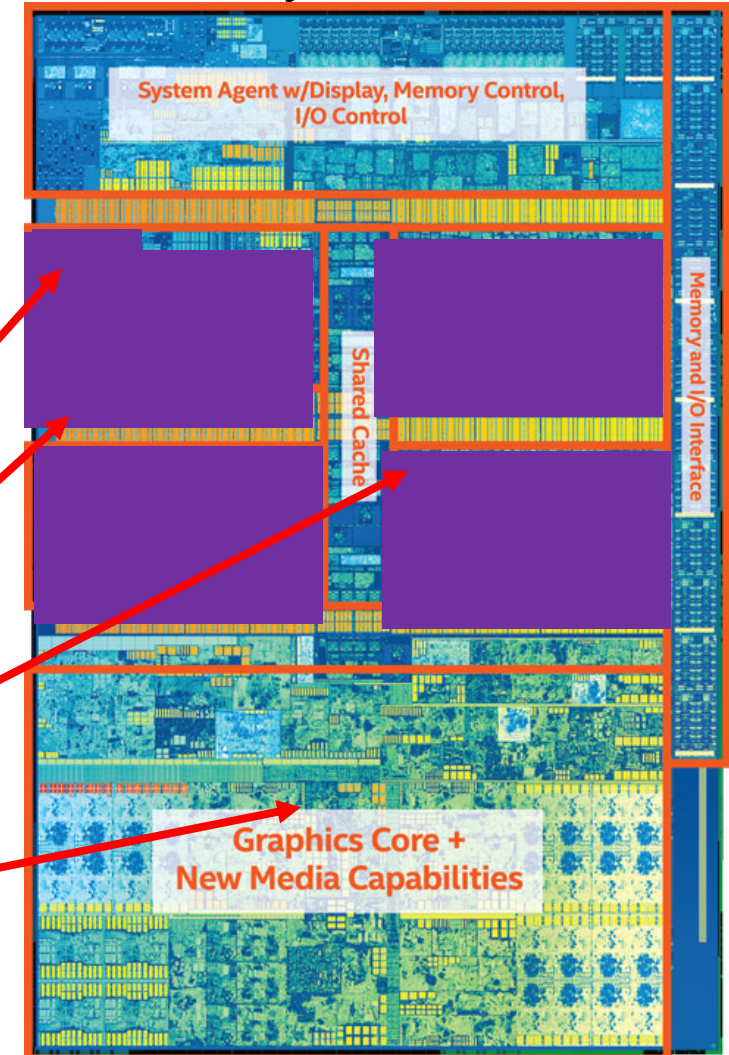 System Agent w/Display, Memory Control,
I/O Control
Shared Cache
Memory and I/O Interface
Graphics Core +
New Media Capabilities